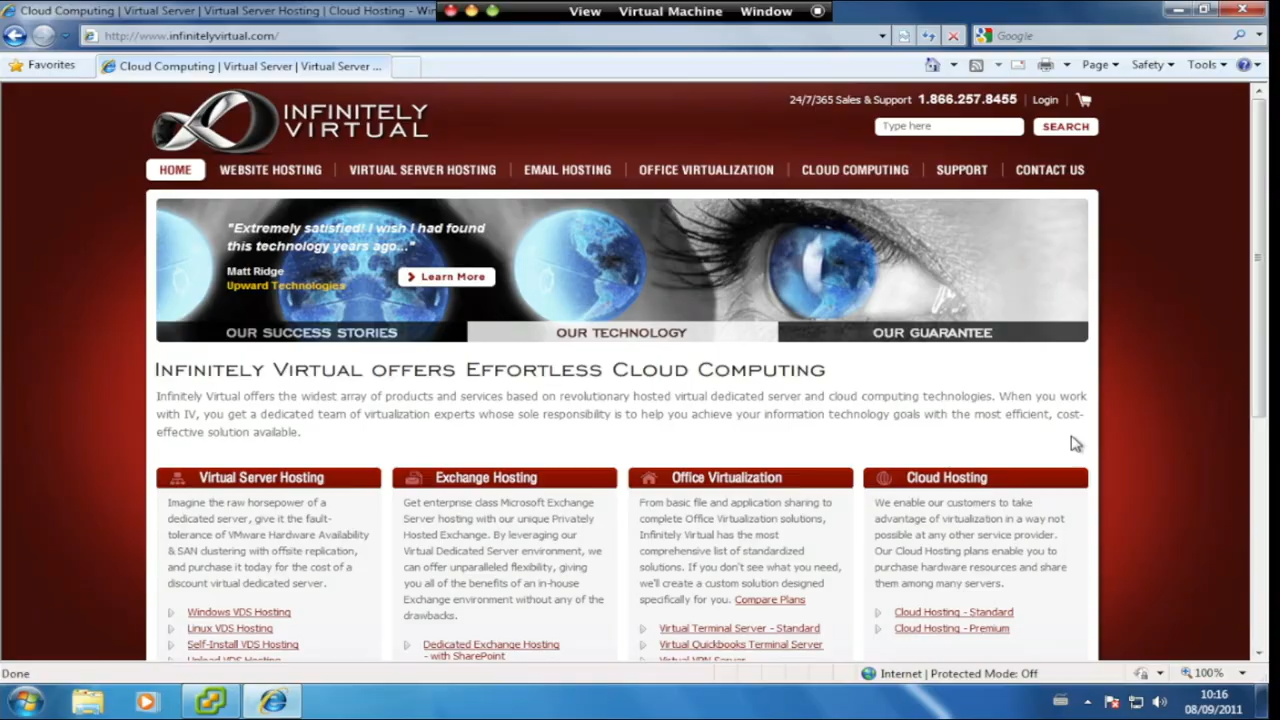 Cloud Computing | Virtual Server | Virtual Server Hosting | Cloud Hosting - Win
View Virtual Machine Window
http://www.infinitelyvirtual.com/
Google
Favorites
Cloud Computing | Virtual Server | Virtual Server ...
Page Safety Tools
INFINITELY
VIRTUAL
24/7/365 Sales & Support 1.866.257.8455 | Login
Type here
SEARCH
HOME WEBSITE HOSTING VIRTUAL SERVER HOSTING EMAIL HOSTING OFFICE VIRTUALIZATION CLOUD COMPUTING SUPPORT CONTACT US
"Extremely satisfied! I wish I had found
this technology years ago..."
Matt Ridge
Upward Technologies
Learn More
OUR SUCCESS STORIES OUR TECHNOLOGY OUR GUARANTEE
INFINITELY VIRTUAL OFFERS EFFORTLESS CLOUD COMPUTING
Infinitely Virtual offers the widest array of products and services based on revolutionary hosted virtual dedicated server and cloud computing technologies. When you work
with IV, you get a dedicated team of virtualization experts whose sole responsibility is to help you achieve your information technology goals with the most efficient, cost-
effective solution available.
Virtual Server Hosting
Imagine the raw horsepower of a
dedicated server, give it the fault-
tolerance of VMware Hardware Availability
& SAN clustering with offsite replication,
and purchase it today for the cost of a
discount virtual dedicated server.
Windows VDS Hosting
Linux VDS Hosting
Self-Install VDS Hosting
Upload VDS Hosting
Exchange Hosting
Get enterprise class Microsoft Exchange
Server hosting with our unique Privately
Hosted Exchange. By leveraging our
Virtual Dedicated Server environment, we
can offer unparalleled flexibility, giving
you all of the benefits of an in-house
Exchange environment without any of the
drawbacks.
Dedicated Exchange Hosting
- with SharePoint
Office Virtualization
From basic file and application sharing to
complete Office Virtualization solutions,
Infinitely Virtual has the most
comprehensive list of standardized
solutions. If you don't see what you need,
we'll create a custom solution designed
specifically for you. Compare Plans
Virtual Terminal Server - Standard
Virtual Quickbooks Terminal Server
Virtual VPN Server
Cloud Hosting
We enable our customers to take
advantage of virtualization in a way not
possible at any other service provider.
Our Cloud Hosting plans enable you to
purchase hardware resources and share
them among many servers.
Cloud Hosting - Standard
Cloud Hosting - Premium
Done
Internet | Protected Mode: Off
100%
10:16
08/09/2011